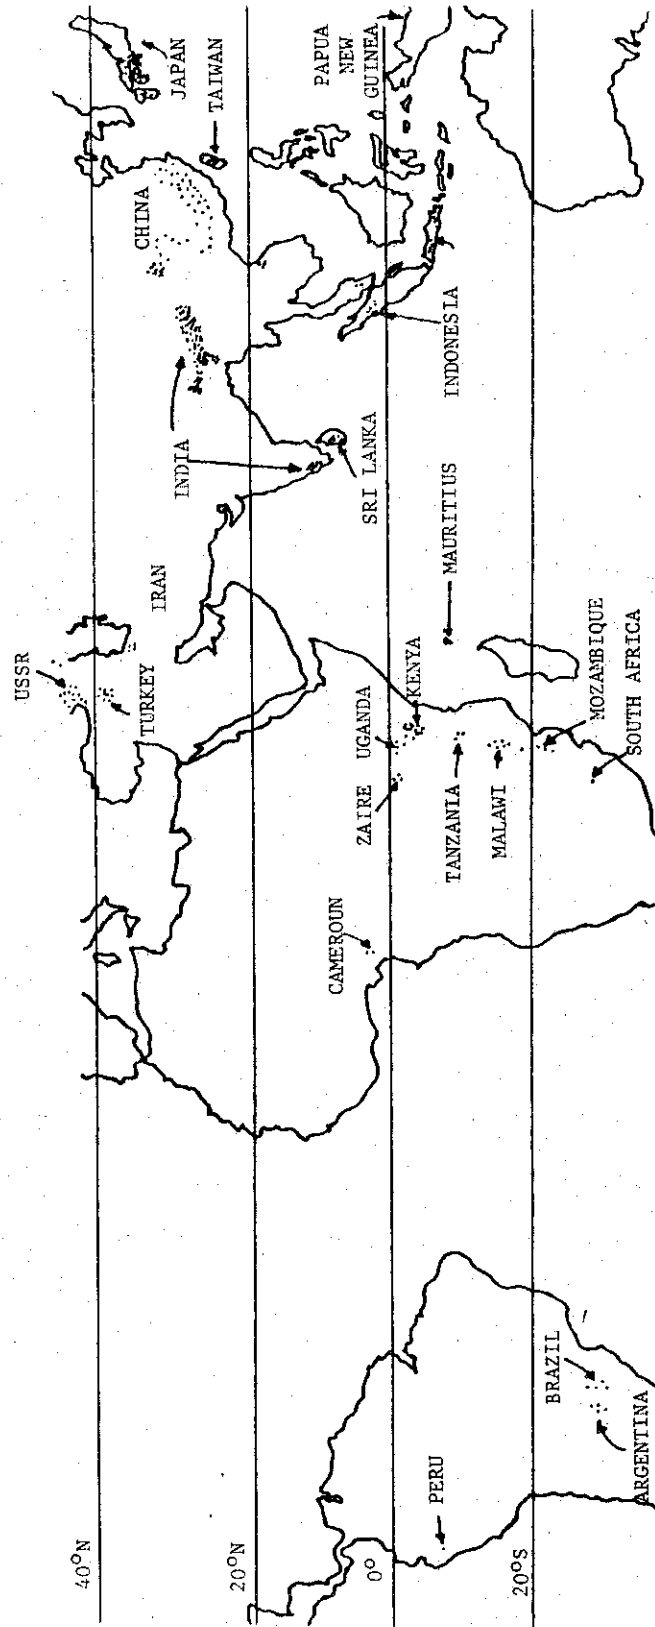 40°N
20°N
0°
20°S
USSR
TURKEY
IRAN
INDIA
CHINA
JAPAN
TAIWAN
SRI LANKA
INDONESIA
PAPUA
NEW
GUINEA
CAMEROUN
ZAIRE
UGANDA
KENYA
TANZANIA
MALAWI
MAURITIUS
MOZAMBIQUE
SOUTH AFRICA
PERU
BRAZIL
ARGENTINA